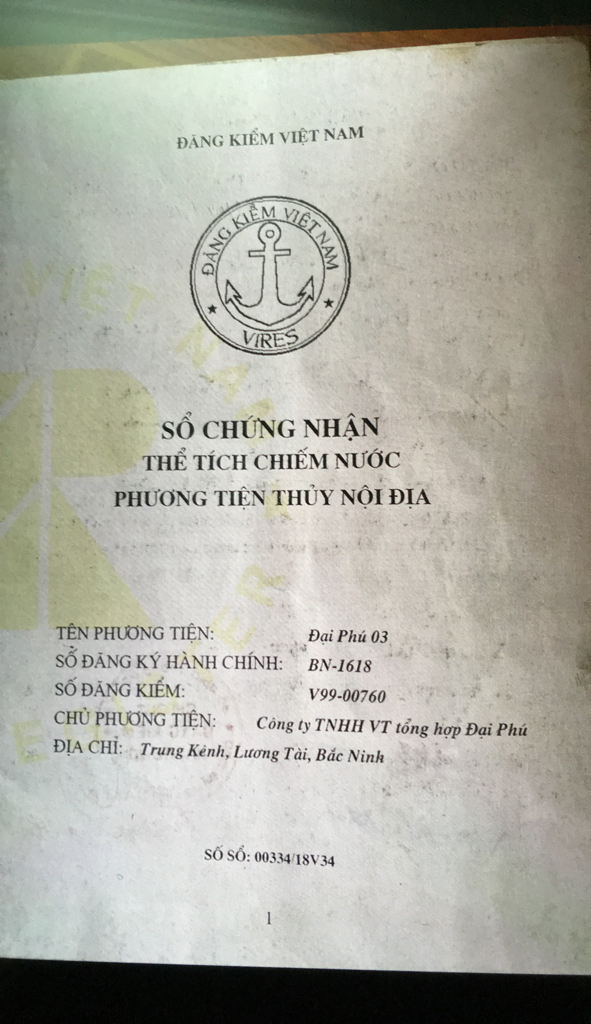 ĐĂNG KIỂM VIỆT NAM
ĐĂNG KIỂM VIỆT NAM
VIRES
VIỆT NAM
SỔ CHỨNG NHẬN
THỂ TÍCH CHIẾM NƯỚC
PHƯƠNG TIỆN THỦY NỘI ĐỊA
TÊN PHƯƠNG TIỆN: Đại Phú 03
SỐ ĐĂNG KÝ HÀNH CHÍNH: BN-1618
SỐ ĐĂNG KIỂM: V99-00760
CHỦ PHƯƠNG TIỆN: Công ty TNHH VT tổng hợp Đại Phú
ĐỊA CHỈ: Trung Kênh, Lương Tài, Bắc Ninh
SỐ SỔ: 00334/18V34
1